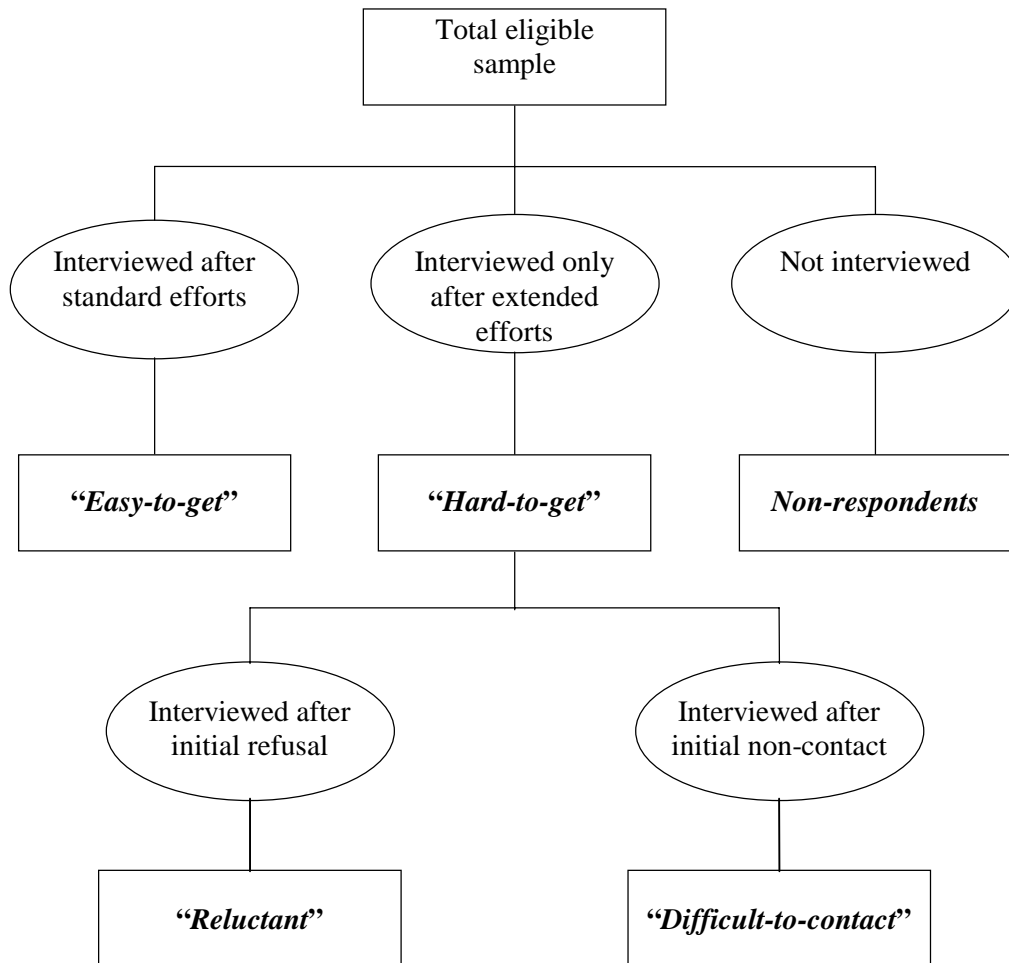 Total eligible
sample
Interviewed after
standard efforts
Interviewed only
after extended
efforts
Not interviewed
“Easy-to-get”
“Hard-to-get”
Non-respondents
Interviewed after
initial refusal
Interviewed after
initial non-contact
“Reluctant”
“Difficult-to-contact”